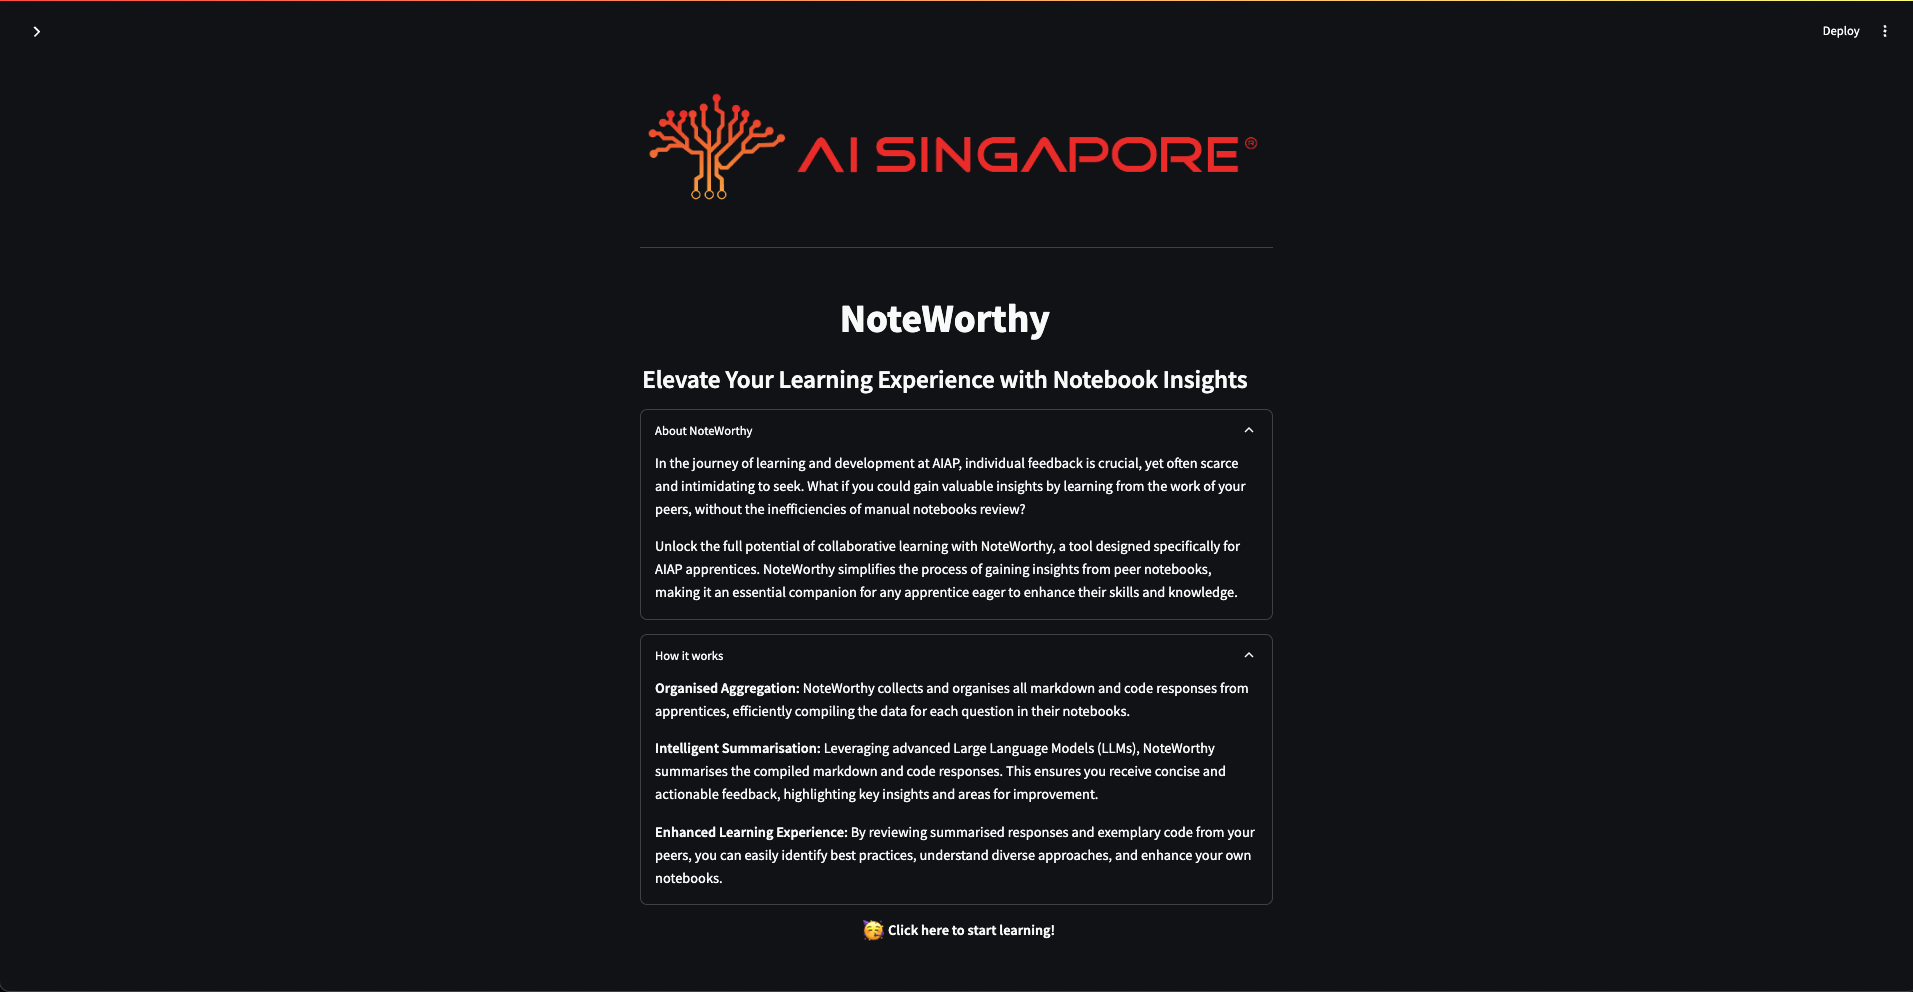 Deploy
AI SINGAPORE®
NoteWorthy
Elevate Your Learning Experience with Notebook Insights
About NoteWorthy
In the journey of learning and development at AIAP, individual feedback is crucial, yet often scarce
and intimidating to seek. What if you could gain valuable insights by learning from the work of your
peers, without the inefficiencies of manual notebooks review?
Unlock the full potential of collaborative learning with NoteWorthy, a tool designed specifically for
AIAP apprentices. NoteWorthy simplifies the process of gaining insights from peer notebooks,
making it an essential companion for any apprentice eager to enhance their skills and knowledge.
How it works
Organised Aggregation: NoteWorthy collects and organises all markdown and code responses from
apprentices, efficiently compiling the data for each question in their notebooks.
Intelligent Summarisation: Leveraging advanced Large Language Models (LLMs), NoteWorthy
summarises the compiled markdown and code responses. This ensures you receive concise and
actionable feedback, highlighting key insights and areas for improvement.
Enhanced Learning Experience: By reviewing summarised responses and exemplary code from your
peers, you can easily identify best practices, understand diverse approaches, and enhance your own
notebooks.
🥳 Click here to start learning!